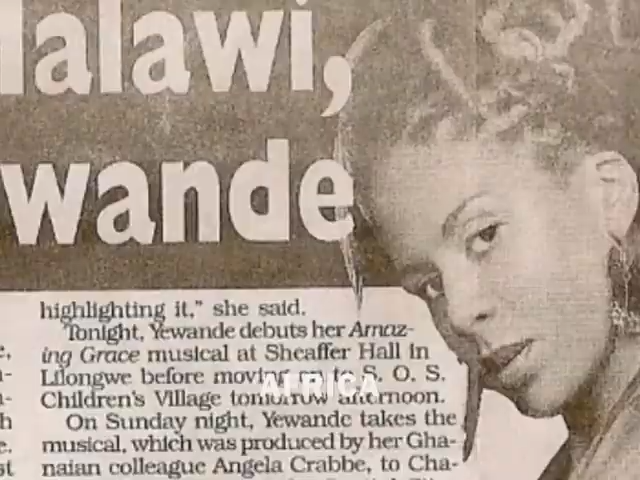 alawi,
wande
highlighting it," she said.
Tonight, Yewande debuts her Amaz-
ing Grace musical at Sheaffer Hall in
Lilongwe before moving on to S. O. S.
AFRICA
Children's Village tomorrow afternoon.
On Sunday night, Yewande takes the
musical, which was produced by her Gha-
naian colleague Angela Crabbe, to Cha-